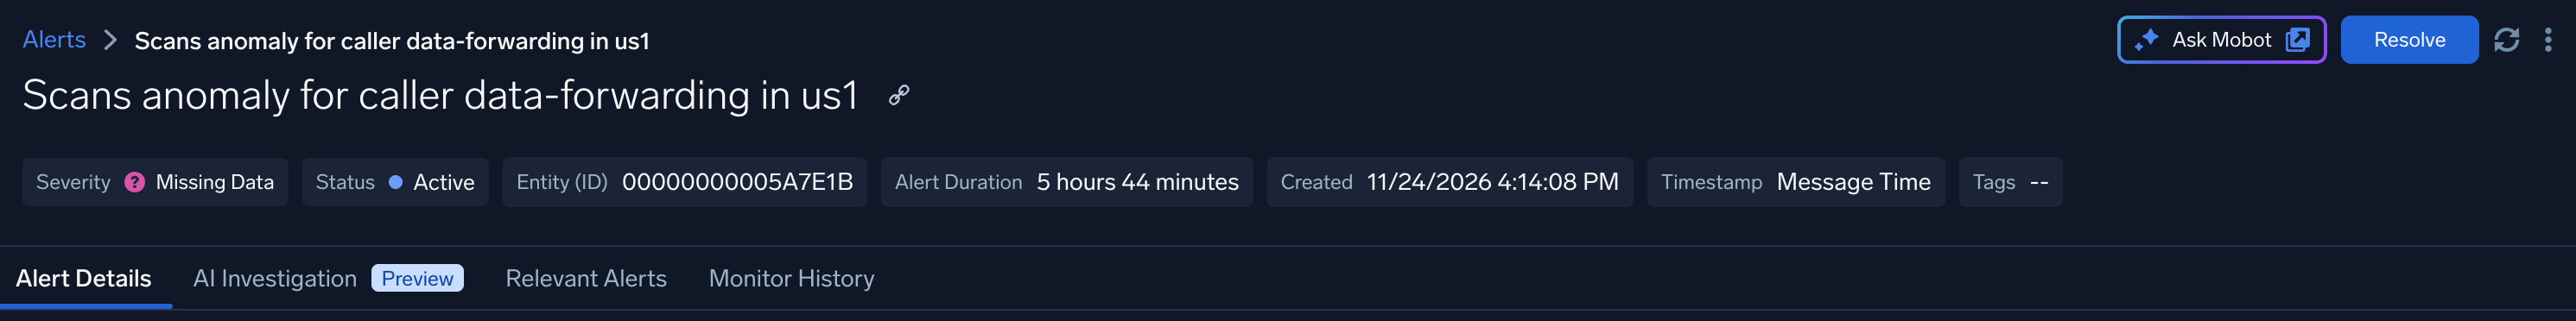 Alerts Scans anomaly for caller data-forwarding in us1 Ask Mobot Resolve
Scans anomaly for caller data-forwarding in us1
Severity ? Missing Data Status Active Entity (ID) 00000000005A7E1B Alert Duration 5 hours 44 minutes Created 11/24/2026 4:14:08 PM Timestamp Message Time Tags --
Alert Details AI Investigation Preview Relevant Alerts Monitor History